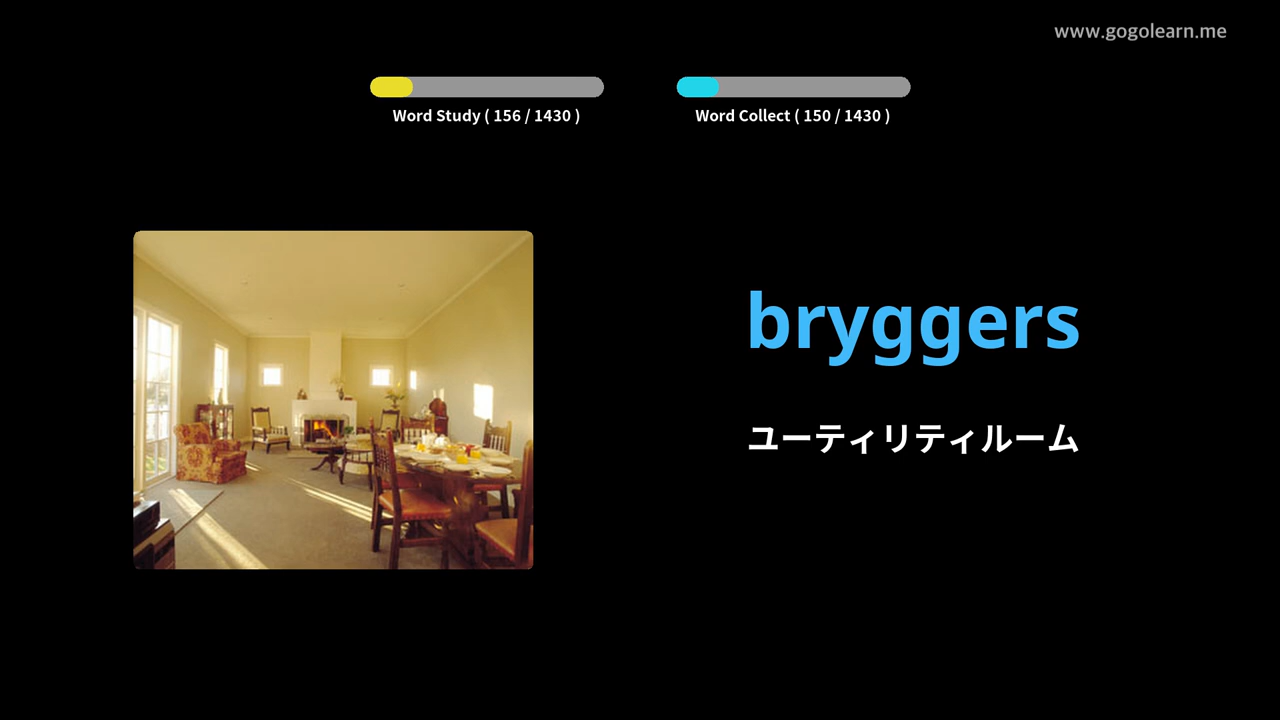 www.gogolearn.me
Word Study ( 156 / 1430 )
Word Collect ( 150 / 1430 )
bryggers
ユーティリティルーム